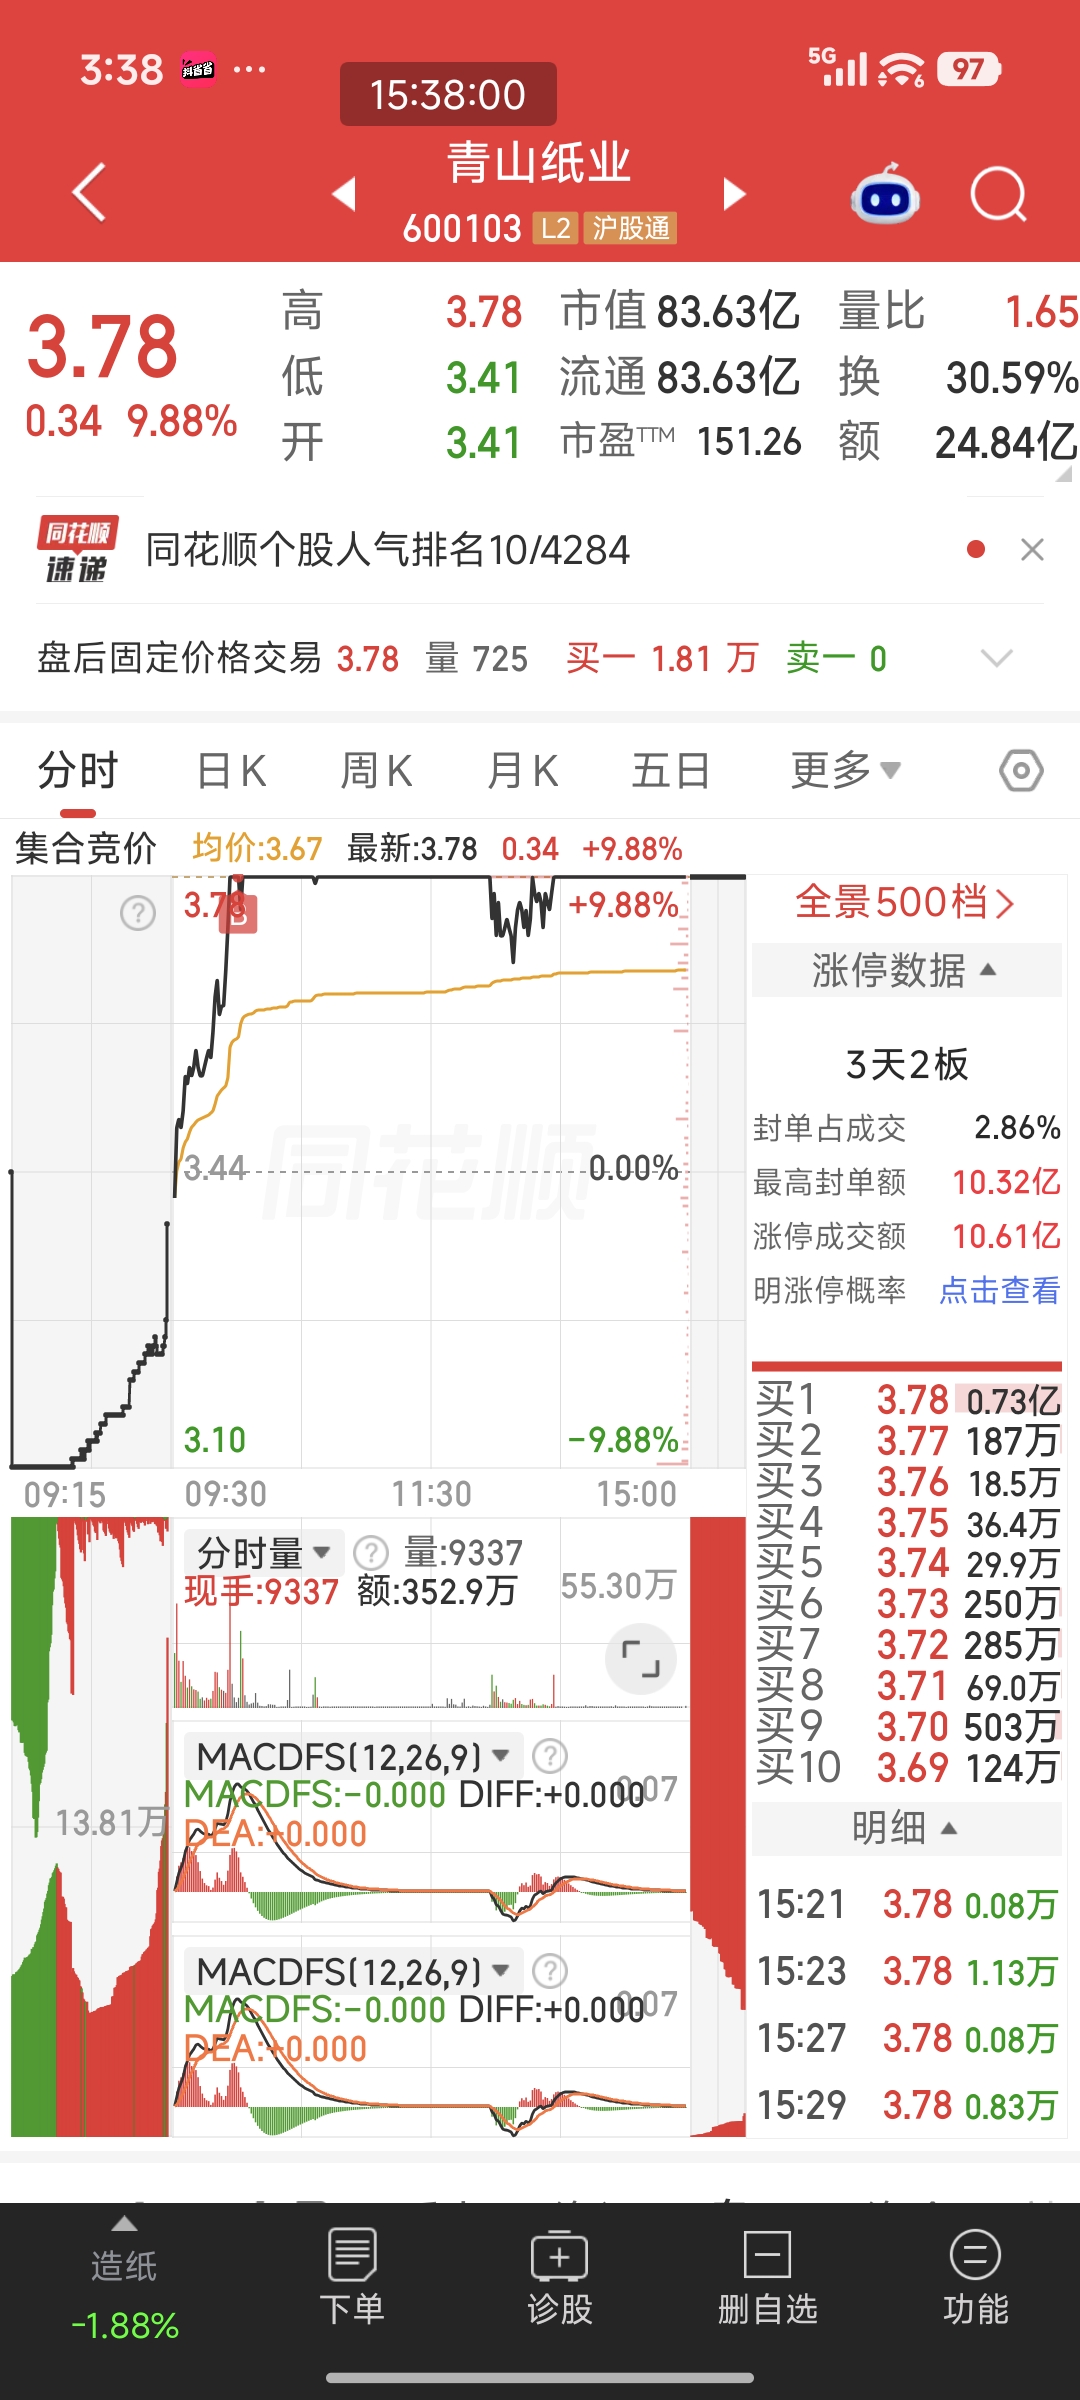 3:38 抖省省 ... 5G 6 97
15:38:00
青山纸业
600103 L2 沪股通
3.78
0.34 9.88%
高 3.78 市值 83.63亿 量比 1.65
低 3.41 流通 83.63亿 换 30.59%
开 3.41 市盈TTM 151.26 额 24.84亿
同花顺
速递
同花顺个股人气排名10/4284
盘后固定价格交易 3.78 量 725 买一 1.81 万 卖一 0
分时 日K 周K 月K 五日 更多
集合竞价 均价:3.67 最新:3.78 0.34 +9.88%
3.78 B +9.88%
3.44 0.00%
同花顺
3.10 -9.88%
09:15 09:30 11:30 15:00
全景500档
涨停数据
3天2板
封单占成交 2.86%
最高封单额 10.32亿
涨停成交额 10.61亿
明涨停概率 点击查看
买1 3.78 0.73亿
买2 3.77 187万
买3 3.76 18.5万
买4 3.75 36.4万
买5 3.74 29.9万
买6 3.73 250万
买7 3.72 285万
买8 3.71 69.0万
买9 3.70 503万
买10 3.69 124万
明细
15:21 3.78 0.08万
15:23 3.78 1.13万
15:27 3.78 0.08万
15:29 3.78 0.83万
分时量 ? 量:9337
现手:9337 额:352.9万 55.30万
13.81万
MACDFS(12,26,9) ?
MACDFS:-0.000 DIFF:+0.000 0.07
DEA:+0.000
MACDFS(12,26,9) ?
MACDFS:-0.000 DIFF:+0.000 0.07
DEA:+0.000
造纸
-1.88%
下单 诊股 删自选 功能